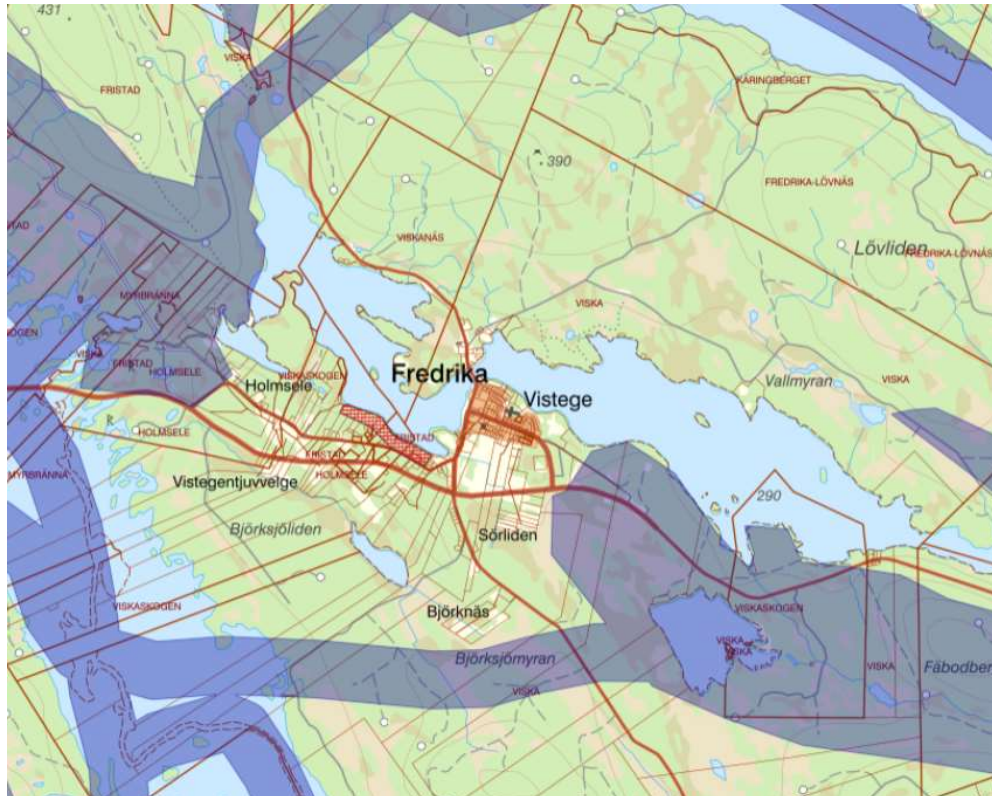 431
VISKA
FRISTAD
KÄRINGBERGET
390
FREDRIKA-LÖVNÄS
VISKANÄS
Lövliden
FREDRIKA-LÖVNÄS
MYRBRÄNNA
VISKA
VISKA
FRISTAD
HOLMSELE
VISKASKOGEN
Holmsele
Fredrika
Vistege
Vallmyran
VISKA
HOLMSELE
FRISTAD
FRISTAD
HOLMSELE
MYRBRÄNNA
Vistegentjuvvelge
290
Björksjöliden
Sörliden
VISKASKOGEN
Björknäs
VISKASKOGEN
VISKA
VISKA
Björksjömyran
VISKA
VISKA
Fäbodber